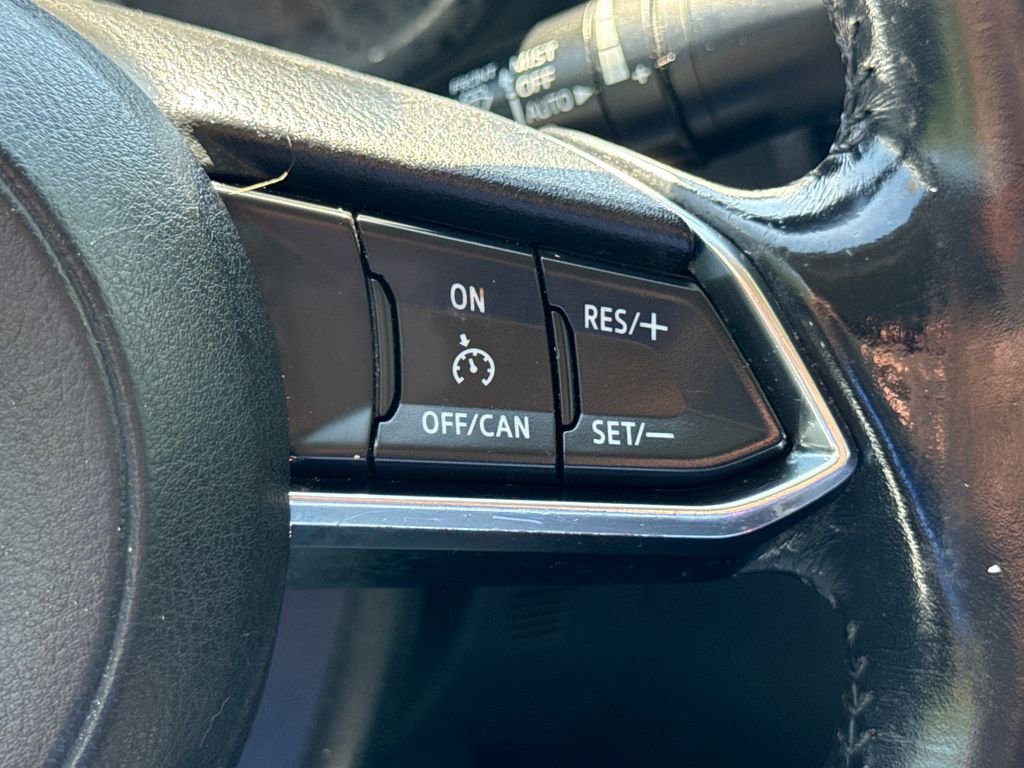 MIST
OFF
AUTO
ON
OFF/CAN
RES/+
SET/−